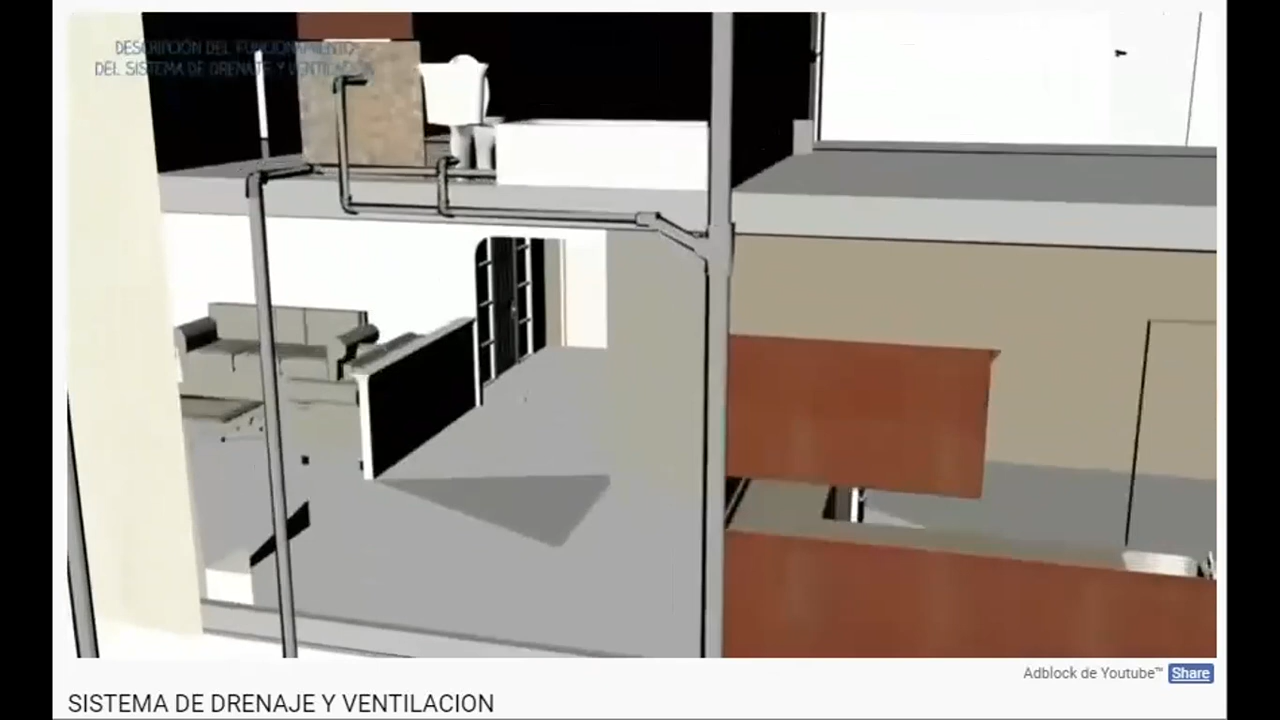 DESCRIPCIÓN DEL FUNCIONAMIENTO
DEL SISTEMA DE DRENAJE Y VENTILACIÓN
Adblock de Youtube™ Share
SISTEMA DE DRENAJE Y VENTILACION